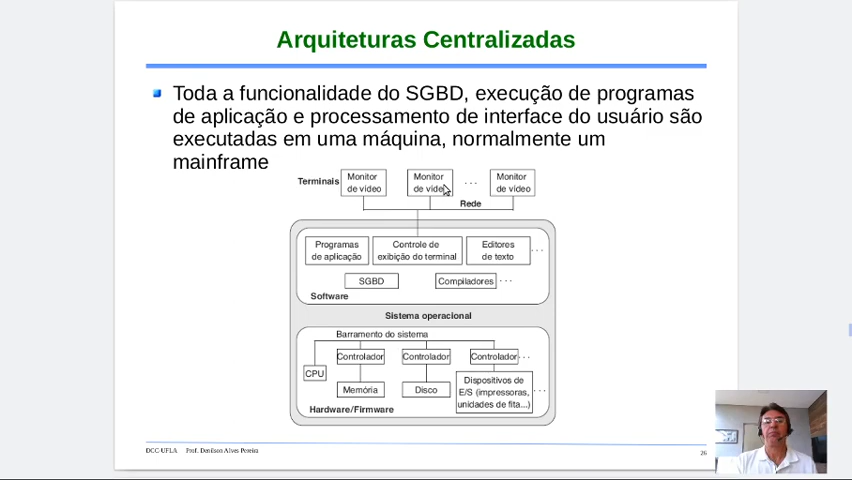 Arquiteturas Centralizadas
Toda a funcionalidade do SGBD, execução de programas
de aplicação e processamento de interface do usuário são
executadas em uma máquina, normalmente um
mainframe
Terminais
Monitor
de vídeo
Monitor
de vídeo
. . .
Monitor
de vídeo
Rede
Programas
de aplicação
Controle de
exibição do terminal
Editores
de texto
. . .
SGBD
Compiladores
. . .
Software
Sistema operacional
Barramento do sistema
Controlador
Controlador
Controlador
. . .
CPU
Memória
Disco
Dispositivos de
E/S (impressoras,
unidades de fita...)
. . .
Hardware/Firmware
DCC-UFLA Prof. Denilson Alves Pereira
26